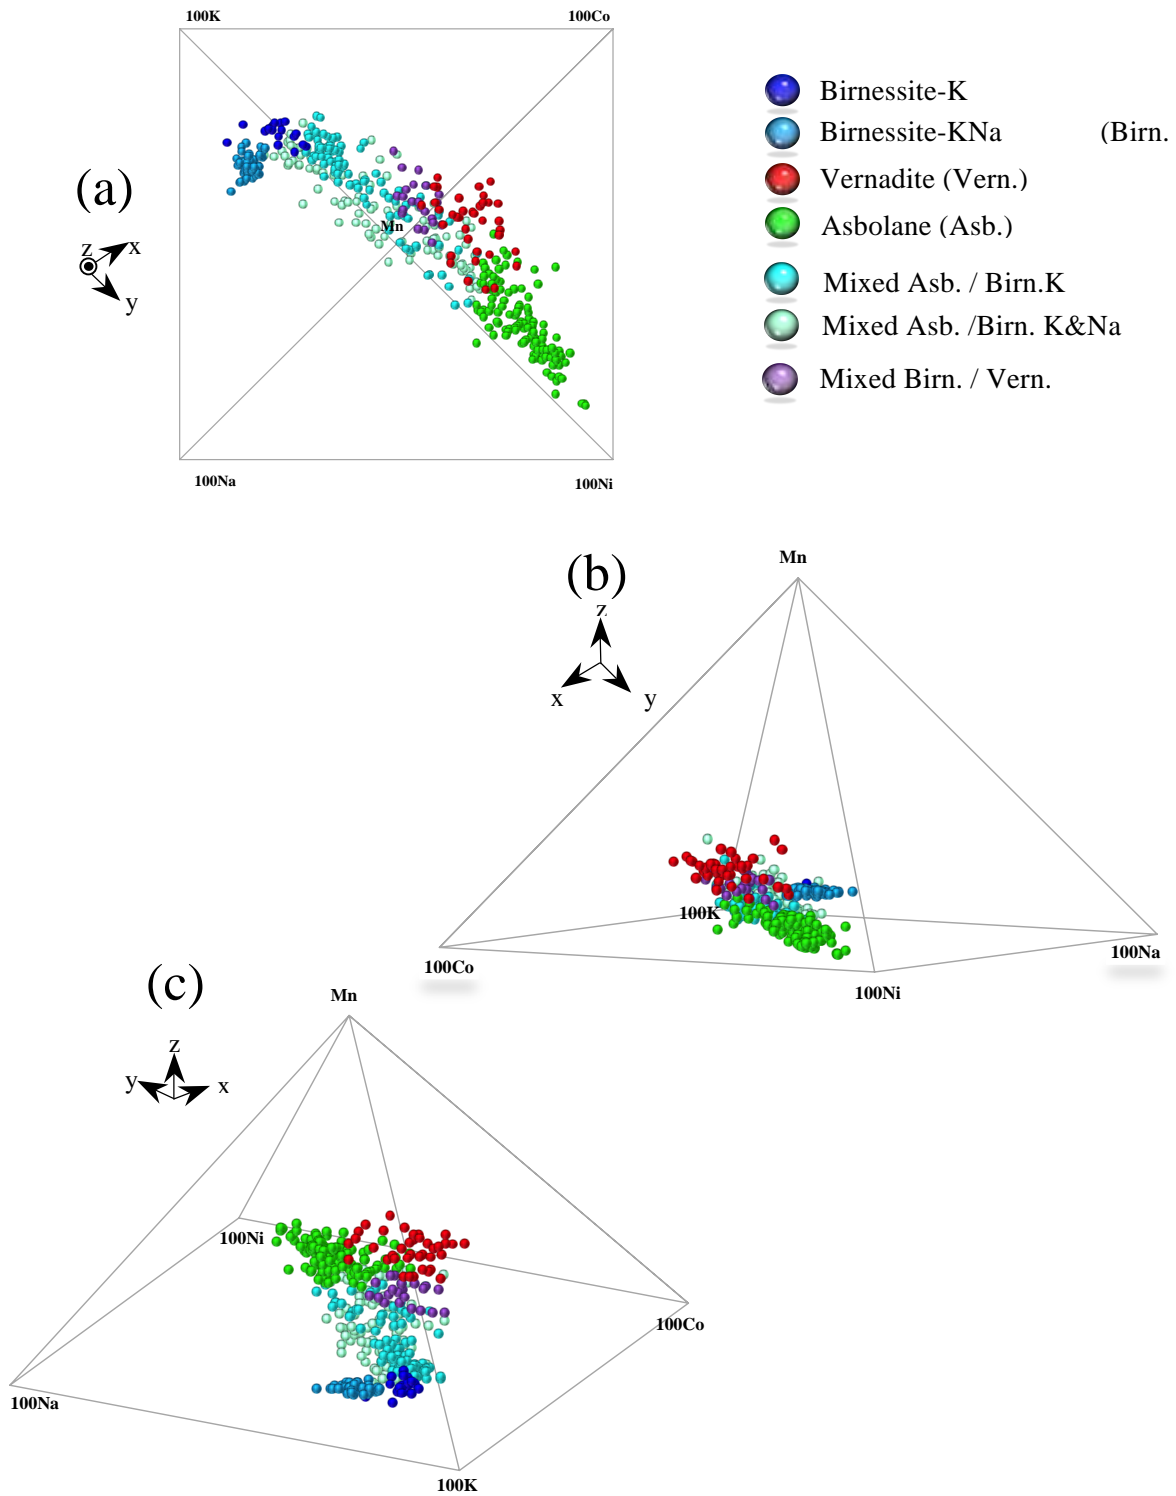 100K
100Co
(a)
Mn
z
x
y
100Na
100Ni
Birnessite-K
Birnessite-KNa (Birn.
Vernadite (Vern.)
Asbolane (Asb.)
Mixed Asb. / Birn.K
Mixed Asb. /Birn. K&Na
Mixed Birn. / Vern.
(b)
Mn
z
x
y
100K
100Co
100Na
100Ni
(c)
Mn
z
y
x
100Ni
100Co
100Na
100K